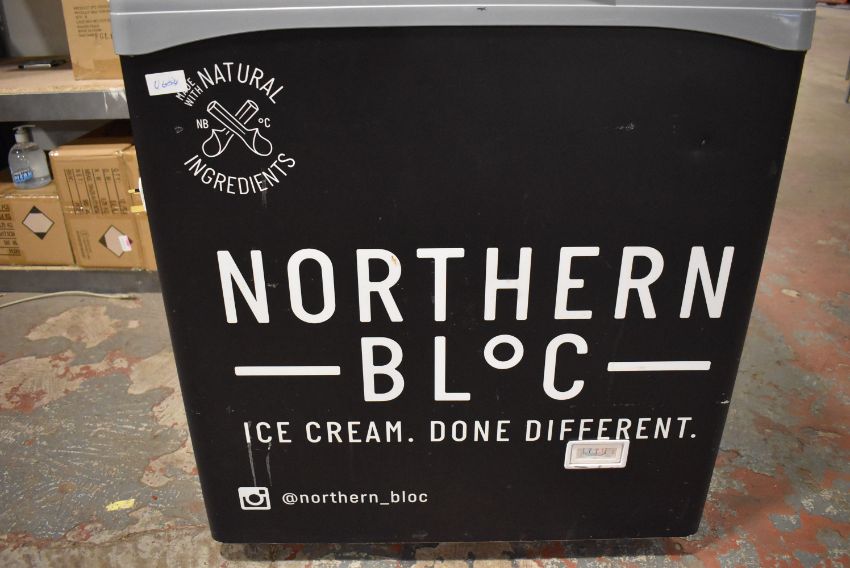 MADE
WITH
NATURAL
NB °C
INGREDIENTS
NORTHERN
BL°C
ICE CREAM. DONE DIFFERENT.
@northern_bloc